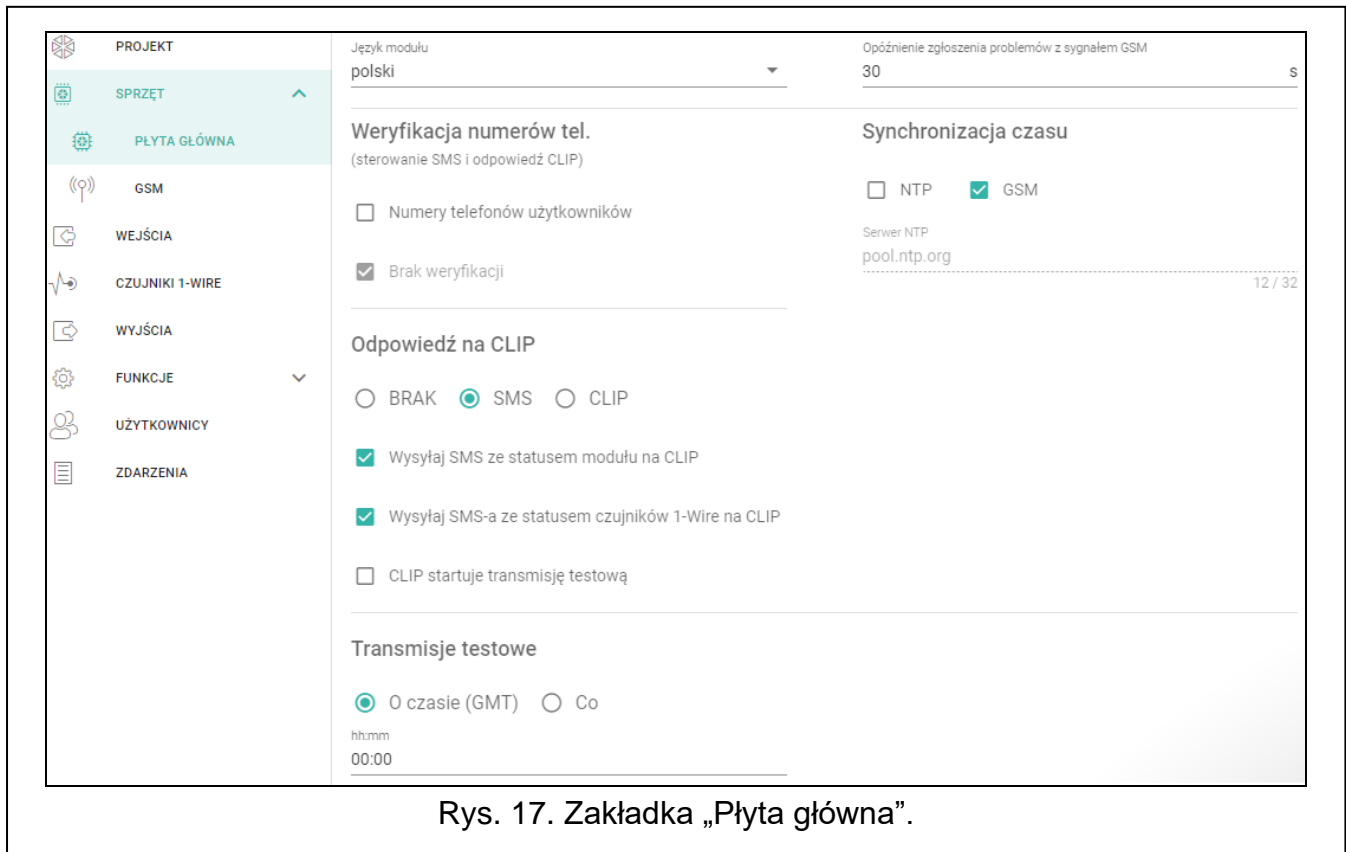 PROJEKT
SPRZĘT
PŁYTA GŁÓWNA
GSM
WEJŚCIA
CZUJNIKI 1-WIRE
WYJŚCIA
FUNKCJE
UŻYTKOWNICY
ZDARZENIA
Język modułu
polski
Opóźnienie zgłoszenia problemów z sygnałem GSM
30 s
Weryfikacja numerów tel.
(sterowanie SMS i odpowiedź CLIP)
Numery telefonów użytkowników
Brak weryfikacji
Synchronizacja czasu
NTP GSM
Serwer NTP
pool.ntp.org
12 / 32
Odpowiedź na CLIP
BRAK SMS CLIP
Wysyłaj SMS ze statusem modułu na CLIP
Wysyłaj SMS-a ze statusem czujników 1-Wire na CLIP
CLIP startuje transmisję testową
Transmisje testowe
O czasie (GMT) Co
hh:mm
00:00
Rys. 17. Zakładka „Płyta główna”.